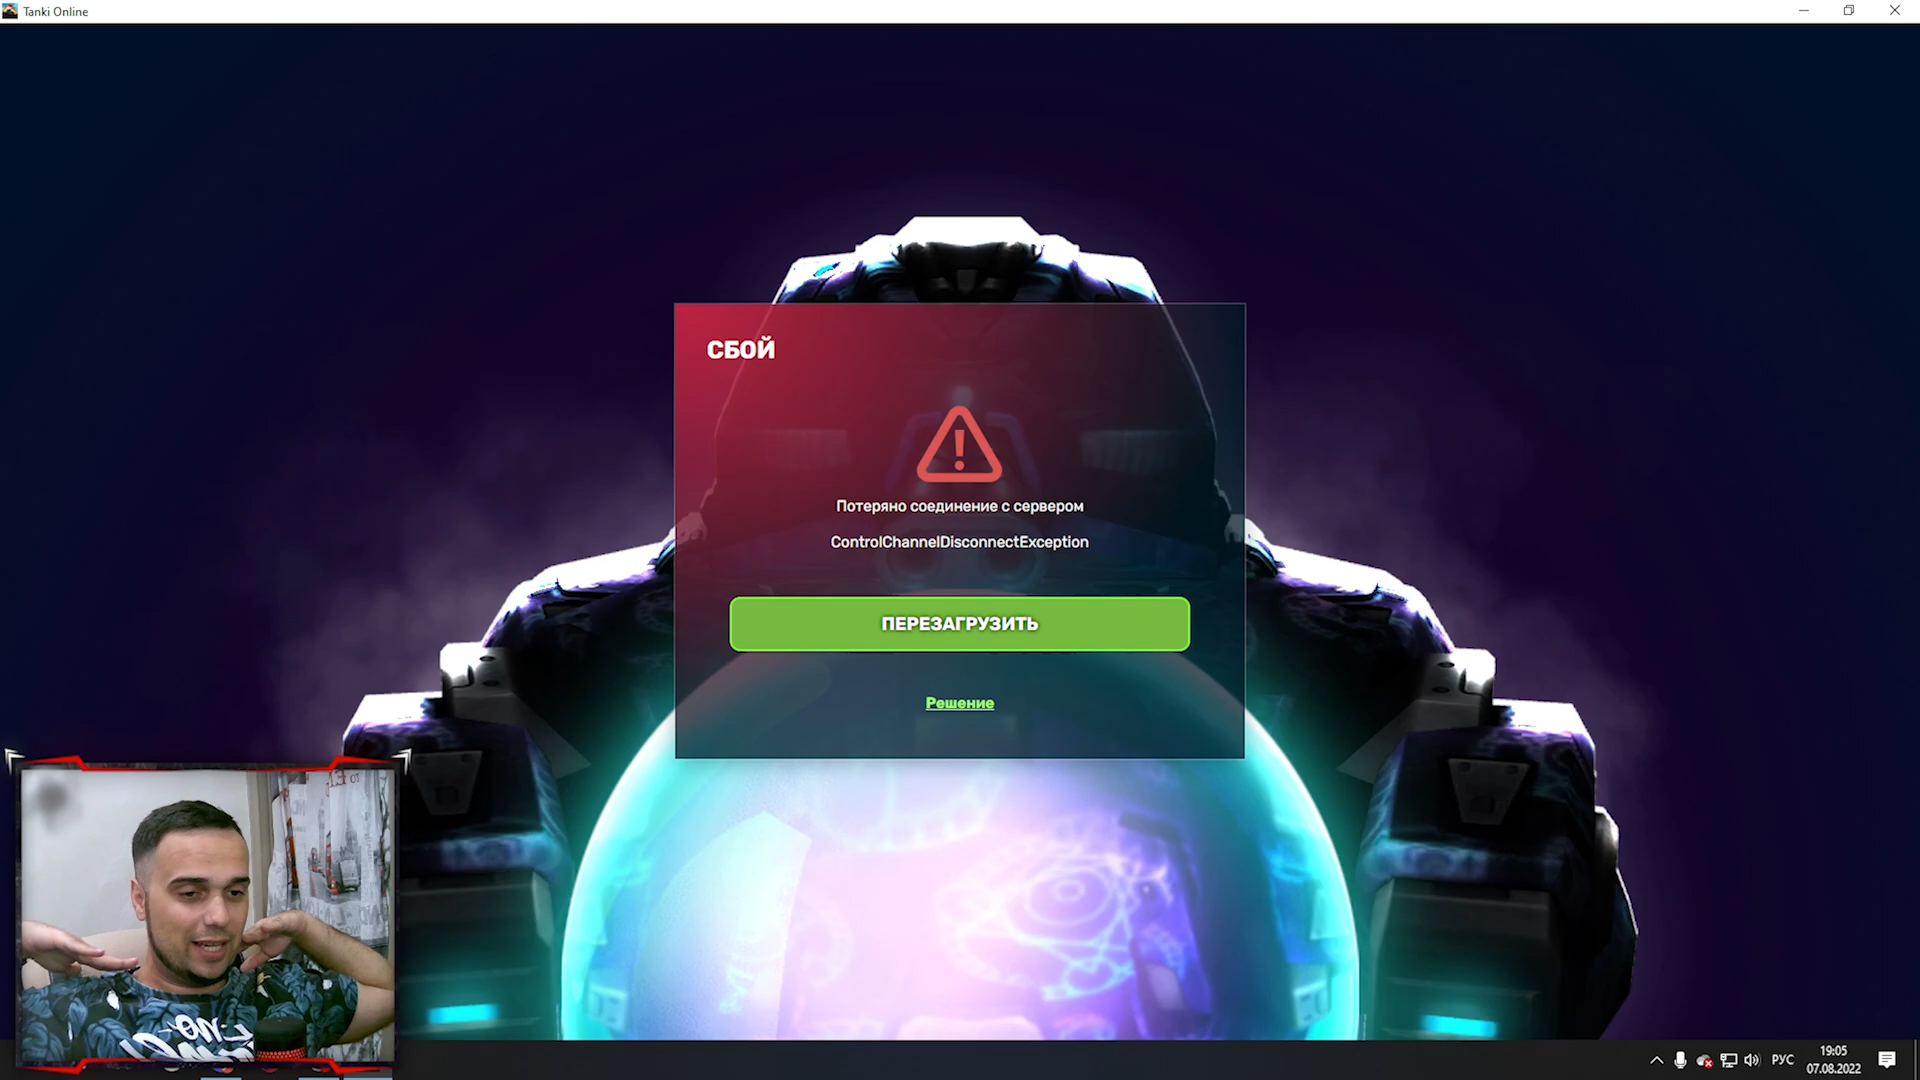 Tanki Online
СБОЙ
Потеряно соединение с сервером
ControlChannelDisconnectException
ПЕРЕЗАГРУЗИТЬ
Решение
РУС
19:05
07.08.2022